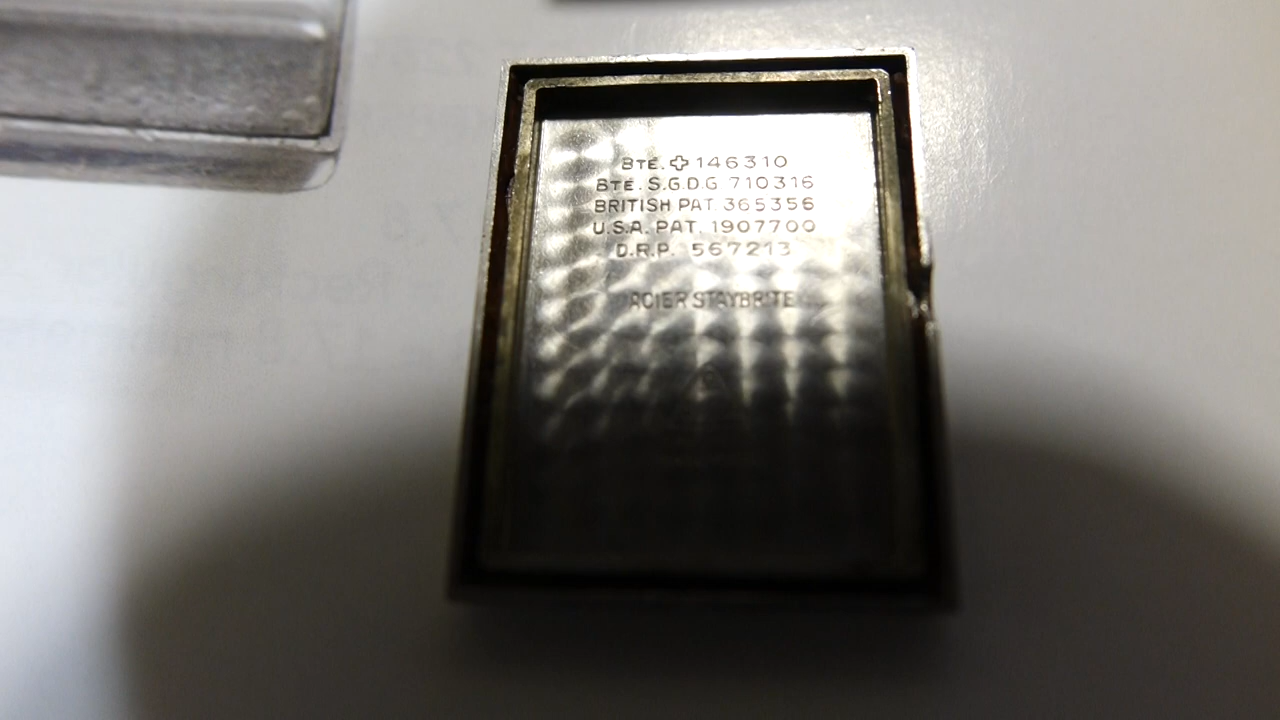 BTE. ✚ 146310
BTE. S.G.D.G 710316
BRITISH PAT. 365356
U.S.A. PAT. 1907700
D.R.P. 567213
ACIER STAYBRITE